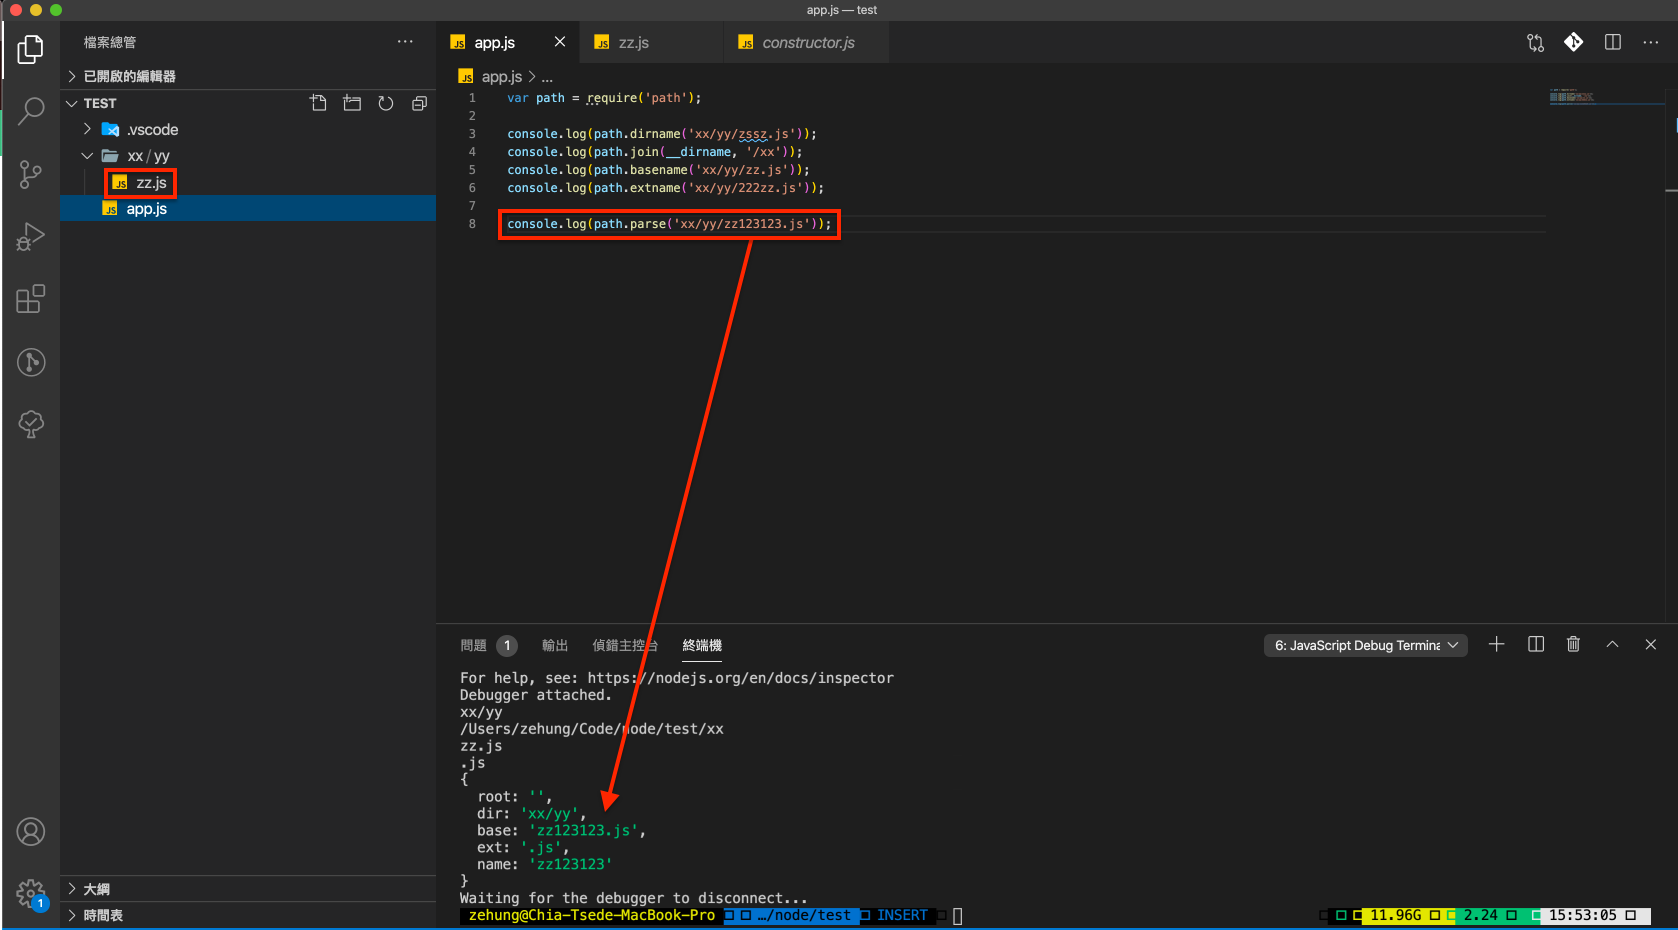 app.js — test
檔案總管
已開啟的編輯器
TEST
.vscode
xx / yy
JS zz.js
JS app.js
大綱
時間表
1
JS app.js
JS zz.js
JS constructor.js
JS app.js > ...
1 var path = require('path');
2
3 console.log(path.dirname('xx/yy/zssz.js'));
4 console.log(path.join(__dirname, '/xx'));
5 console.log(path.basename('xx/yy/zz.js'));
6 console.log(path.extname('xx/yy/222zz.js'));
7
8 console.log(path.parse('xx/yy/zz123123.js'));
問題 1 輸出 偵錯主控台 終端機
6: JavaScript Debug Termina
For help, see: https://nodejs.org/en/docs/inspector
Debugger attached.
xx/yy
/Users/zehung/Code/node/test/xx
zz.js
.js
{
root: '',
dir: 'xx/yy',
base: 'zz123123.js',
ext: '.js',
name: 'zz123123'
}
Waiting for the debugger to disconnect...
zehung@Chia-Tsede-MacBook-Pro …/node/test INSERT 11.96G 2.24 15:53:05